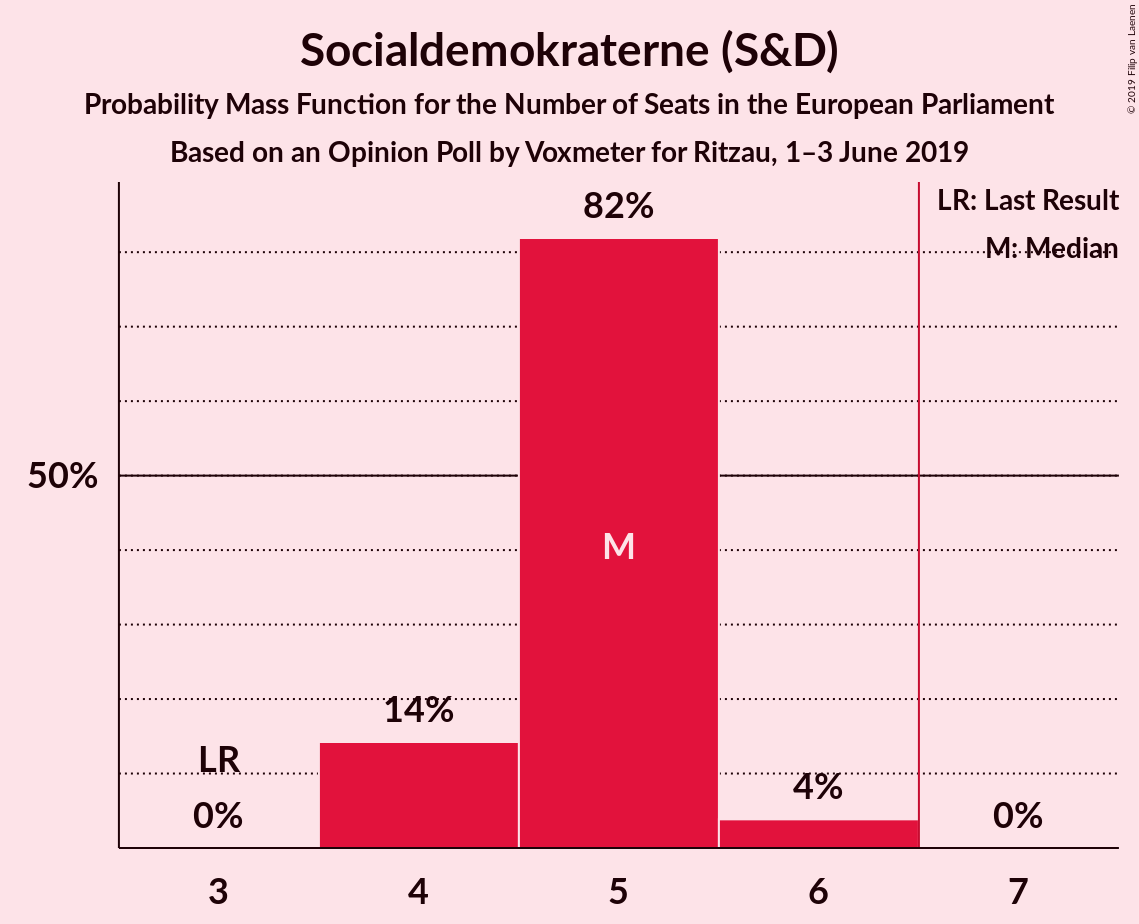 Socialdemokraterne (S&D)
Probability Mass Function for the Number of Seats in the European Parliament
Based on an Opinion Poll by Voxmeter for Ritzau, 1–3 June 2019
© 2019 Filip van Laenen
LR: Last Result
M: Median
82%
50%
M
14%
LR
4%
0%
0%
3 4 5 6 7